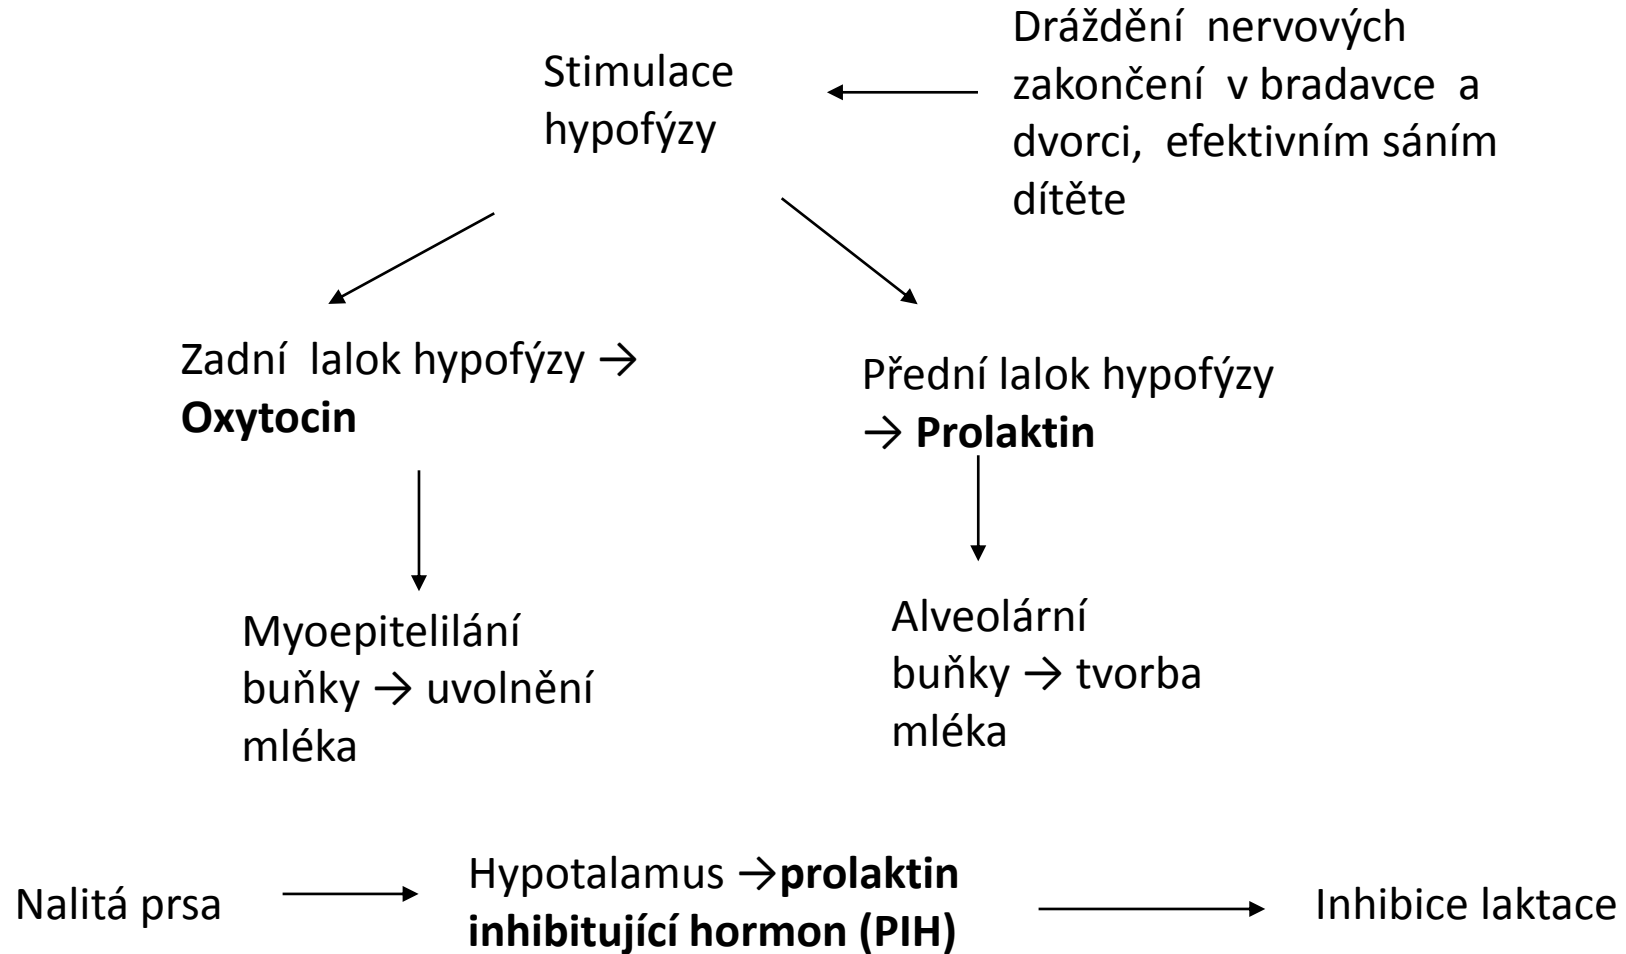 Stimulace
hypofýzy
Dráždění nervových
zakončení v bradavce a
dvorci, efektivním sáním
dítěte
Zadní lalok hypofýzy →
Oxytocin
Přední lalok hypofýzy
→ Prolaktin
Myoepitelilání
buňky → uvolnění
mléka
Alveolární
buňky → tvorba
mléka
Nalitá prsa
Hypotalamus →prolaktin
inhibitující hormon (PIH)
Inhibice laktace